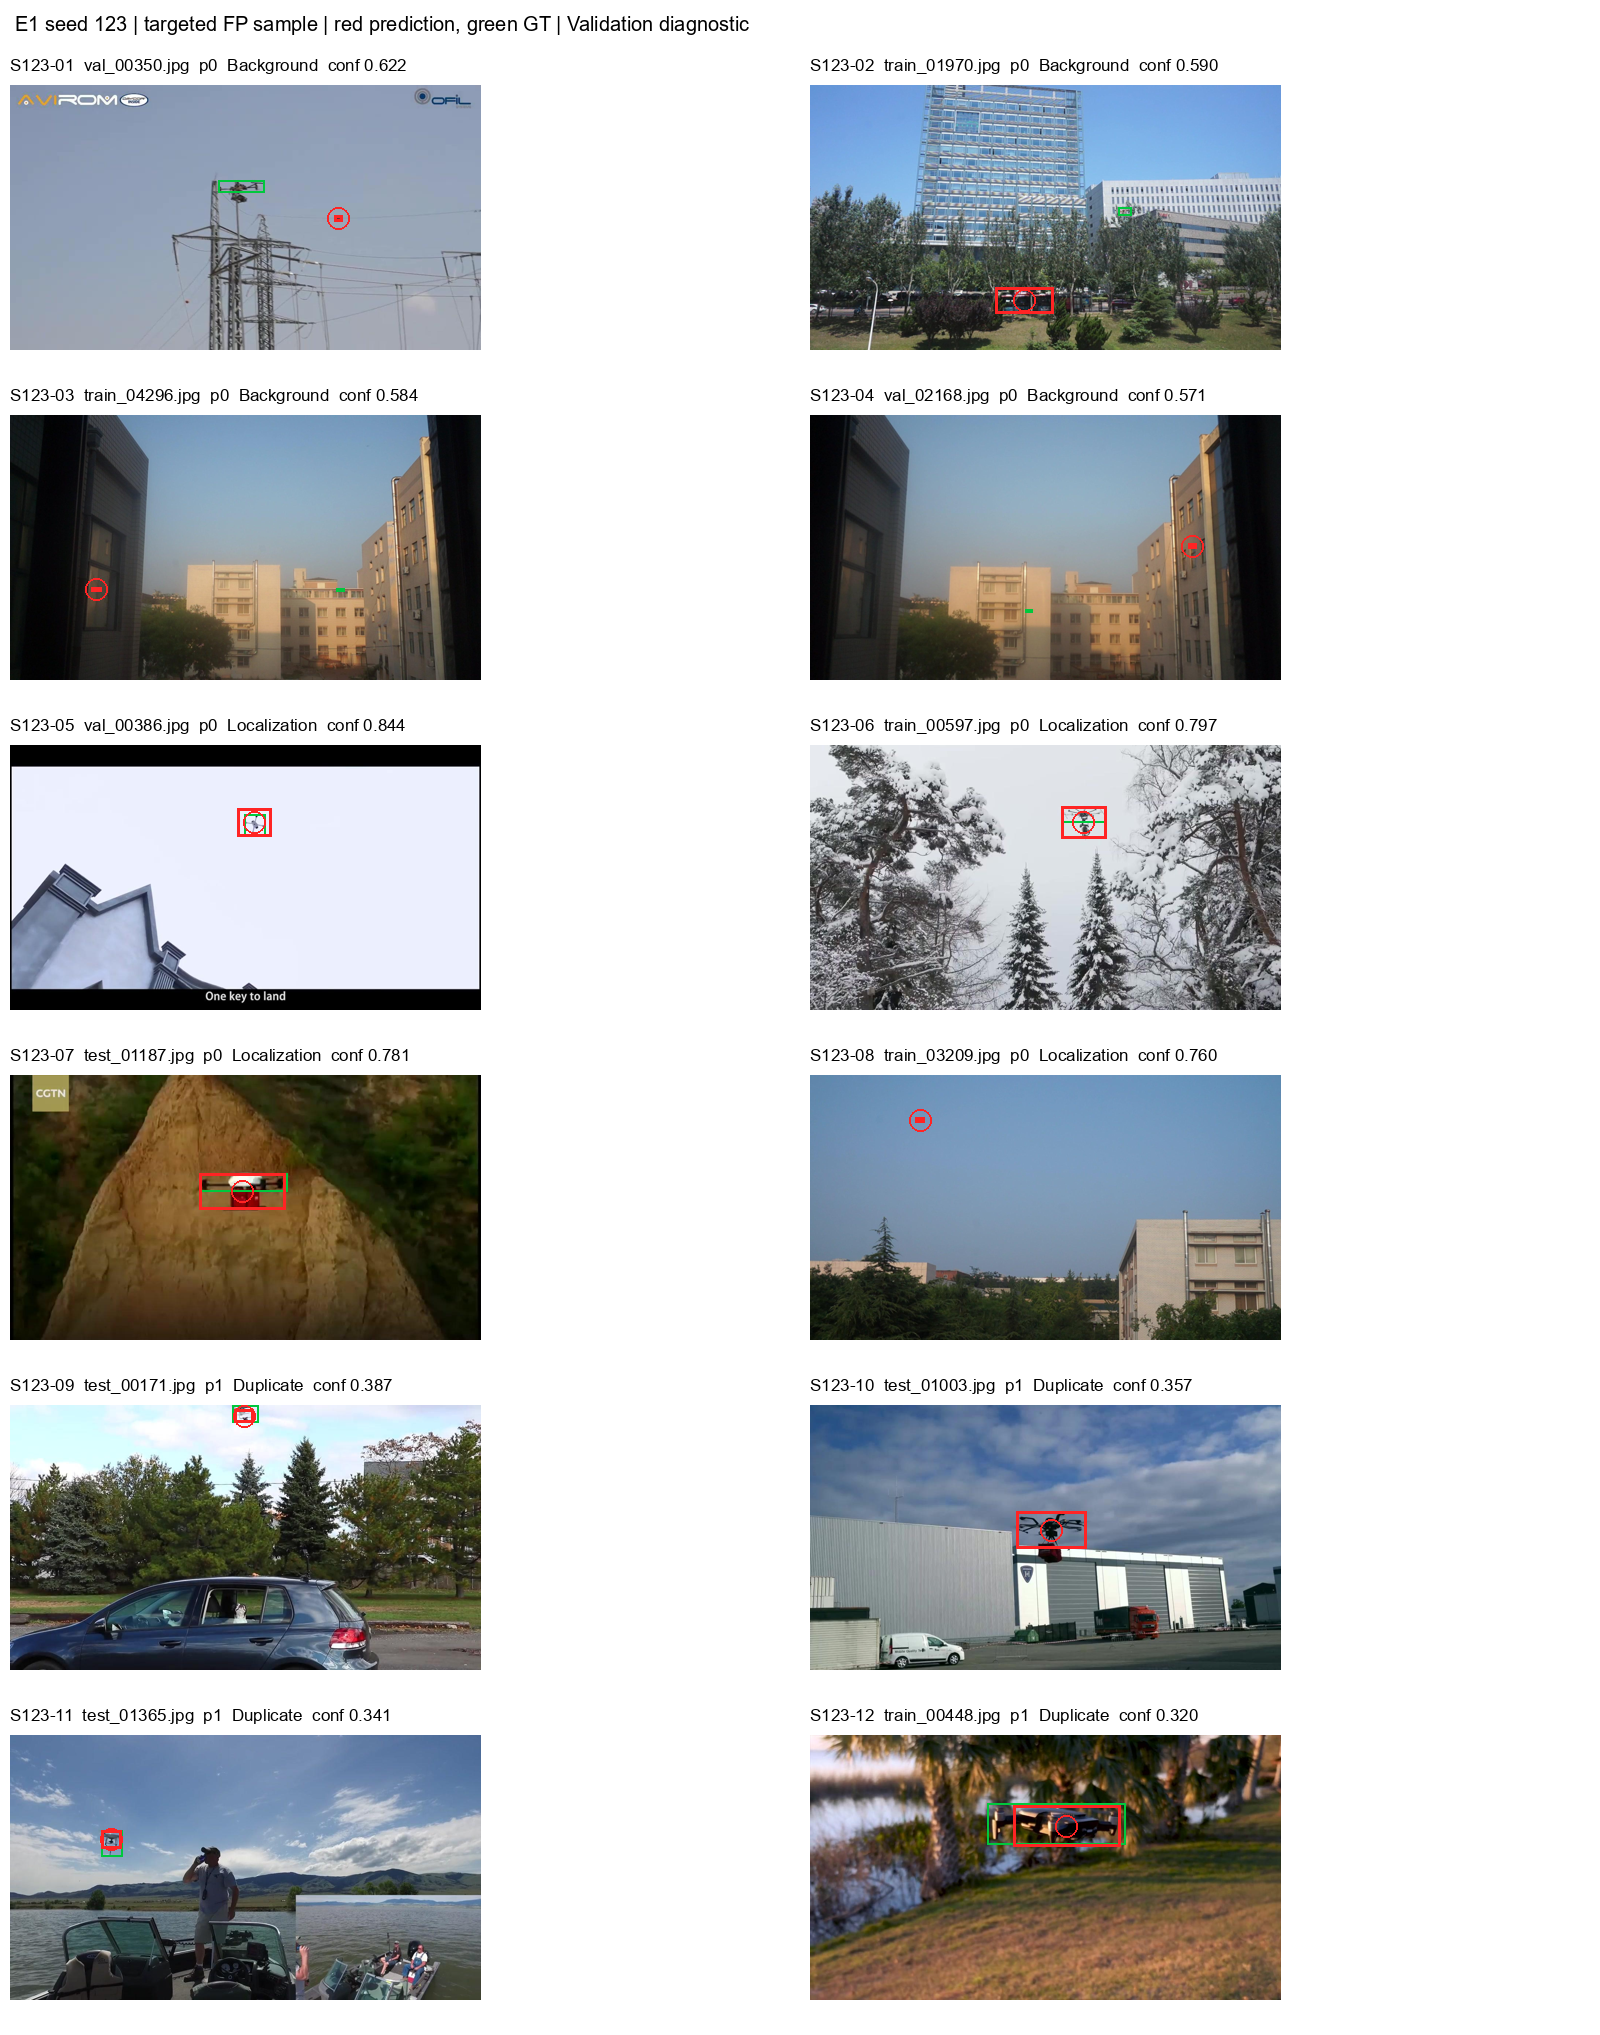 E1 seed 123 | targeted FP sample | red prediction, green GT | Validation diagnostic
S123-01 val_00350.jpg p0 Background conf 0.622
S123-02 train_01970.jpg p0 Background conf 0.590
AVIROM
OFIL
S123-03 train_04296.jpg p0 Background conf 0.584
S123-04 val_02168.jpg p0 Background conf 0.571
S123-05 val_00386.jpg p0 Localization conf 0.844
S123-06 train_00597.jpg p0 Localization conf 0.797
One key to land
S123-07 test_01187.jpg p0 Localization conf 0.781
S123-08 train_03209.jpg p0 Localization conf 0.760
CGTN
S123-09 test_00171.jpg p1 Duplicate conf 0.387
S123-10 test_01003.jpg p1 Duplicate conf 0.357
S123-11 test_01365.jpg p1 Duplicate conf 0.341
S123-12 train_00448.jpg p1 Duplicate conf 0.320